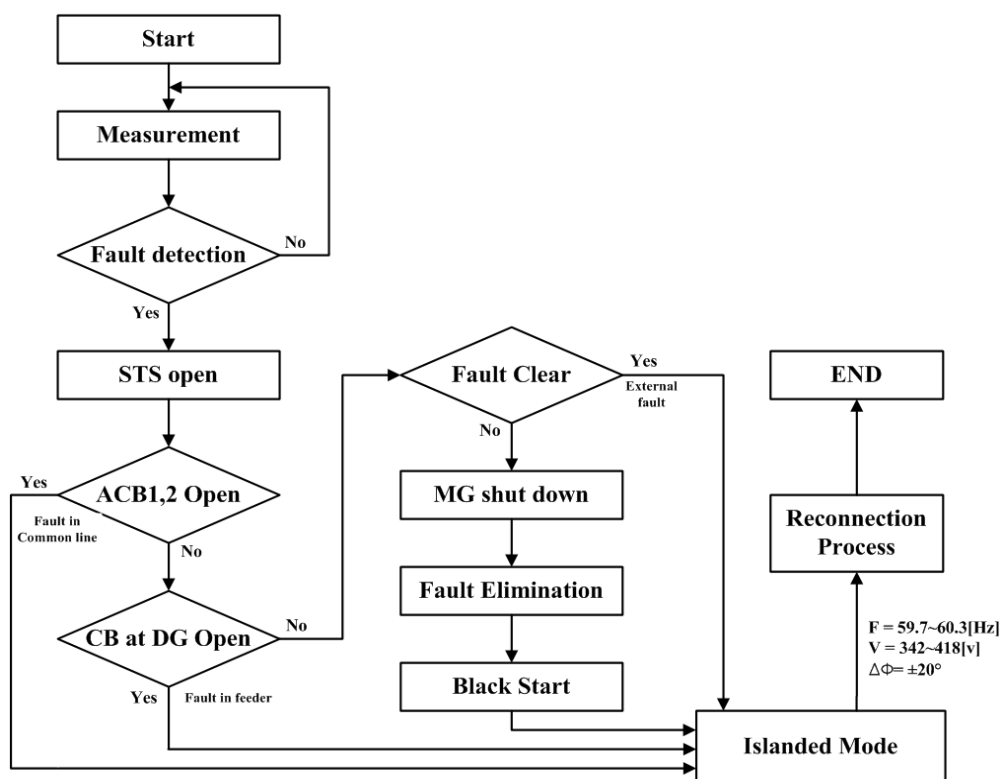 Start
Measurement
Fault detection
No
Yes
STS open
ACB1,2 Open
Yes
Fault in
Common line
No
CB at DG Open
No
Yes
Fault in feeder
Fault Clear
Yes
External
fault
No
MG shut down
Fault Elimination
Black Start
Islanded Mode
F = 59.7~60.3[Hz]
V = 342~418[v]
ΔΦ= ±20°
Reconnection
Process
END